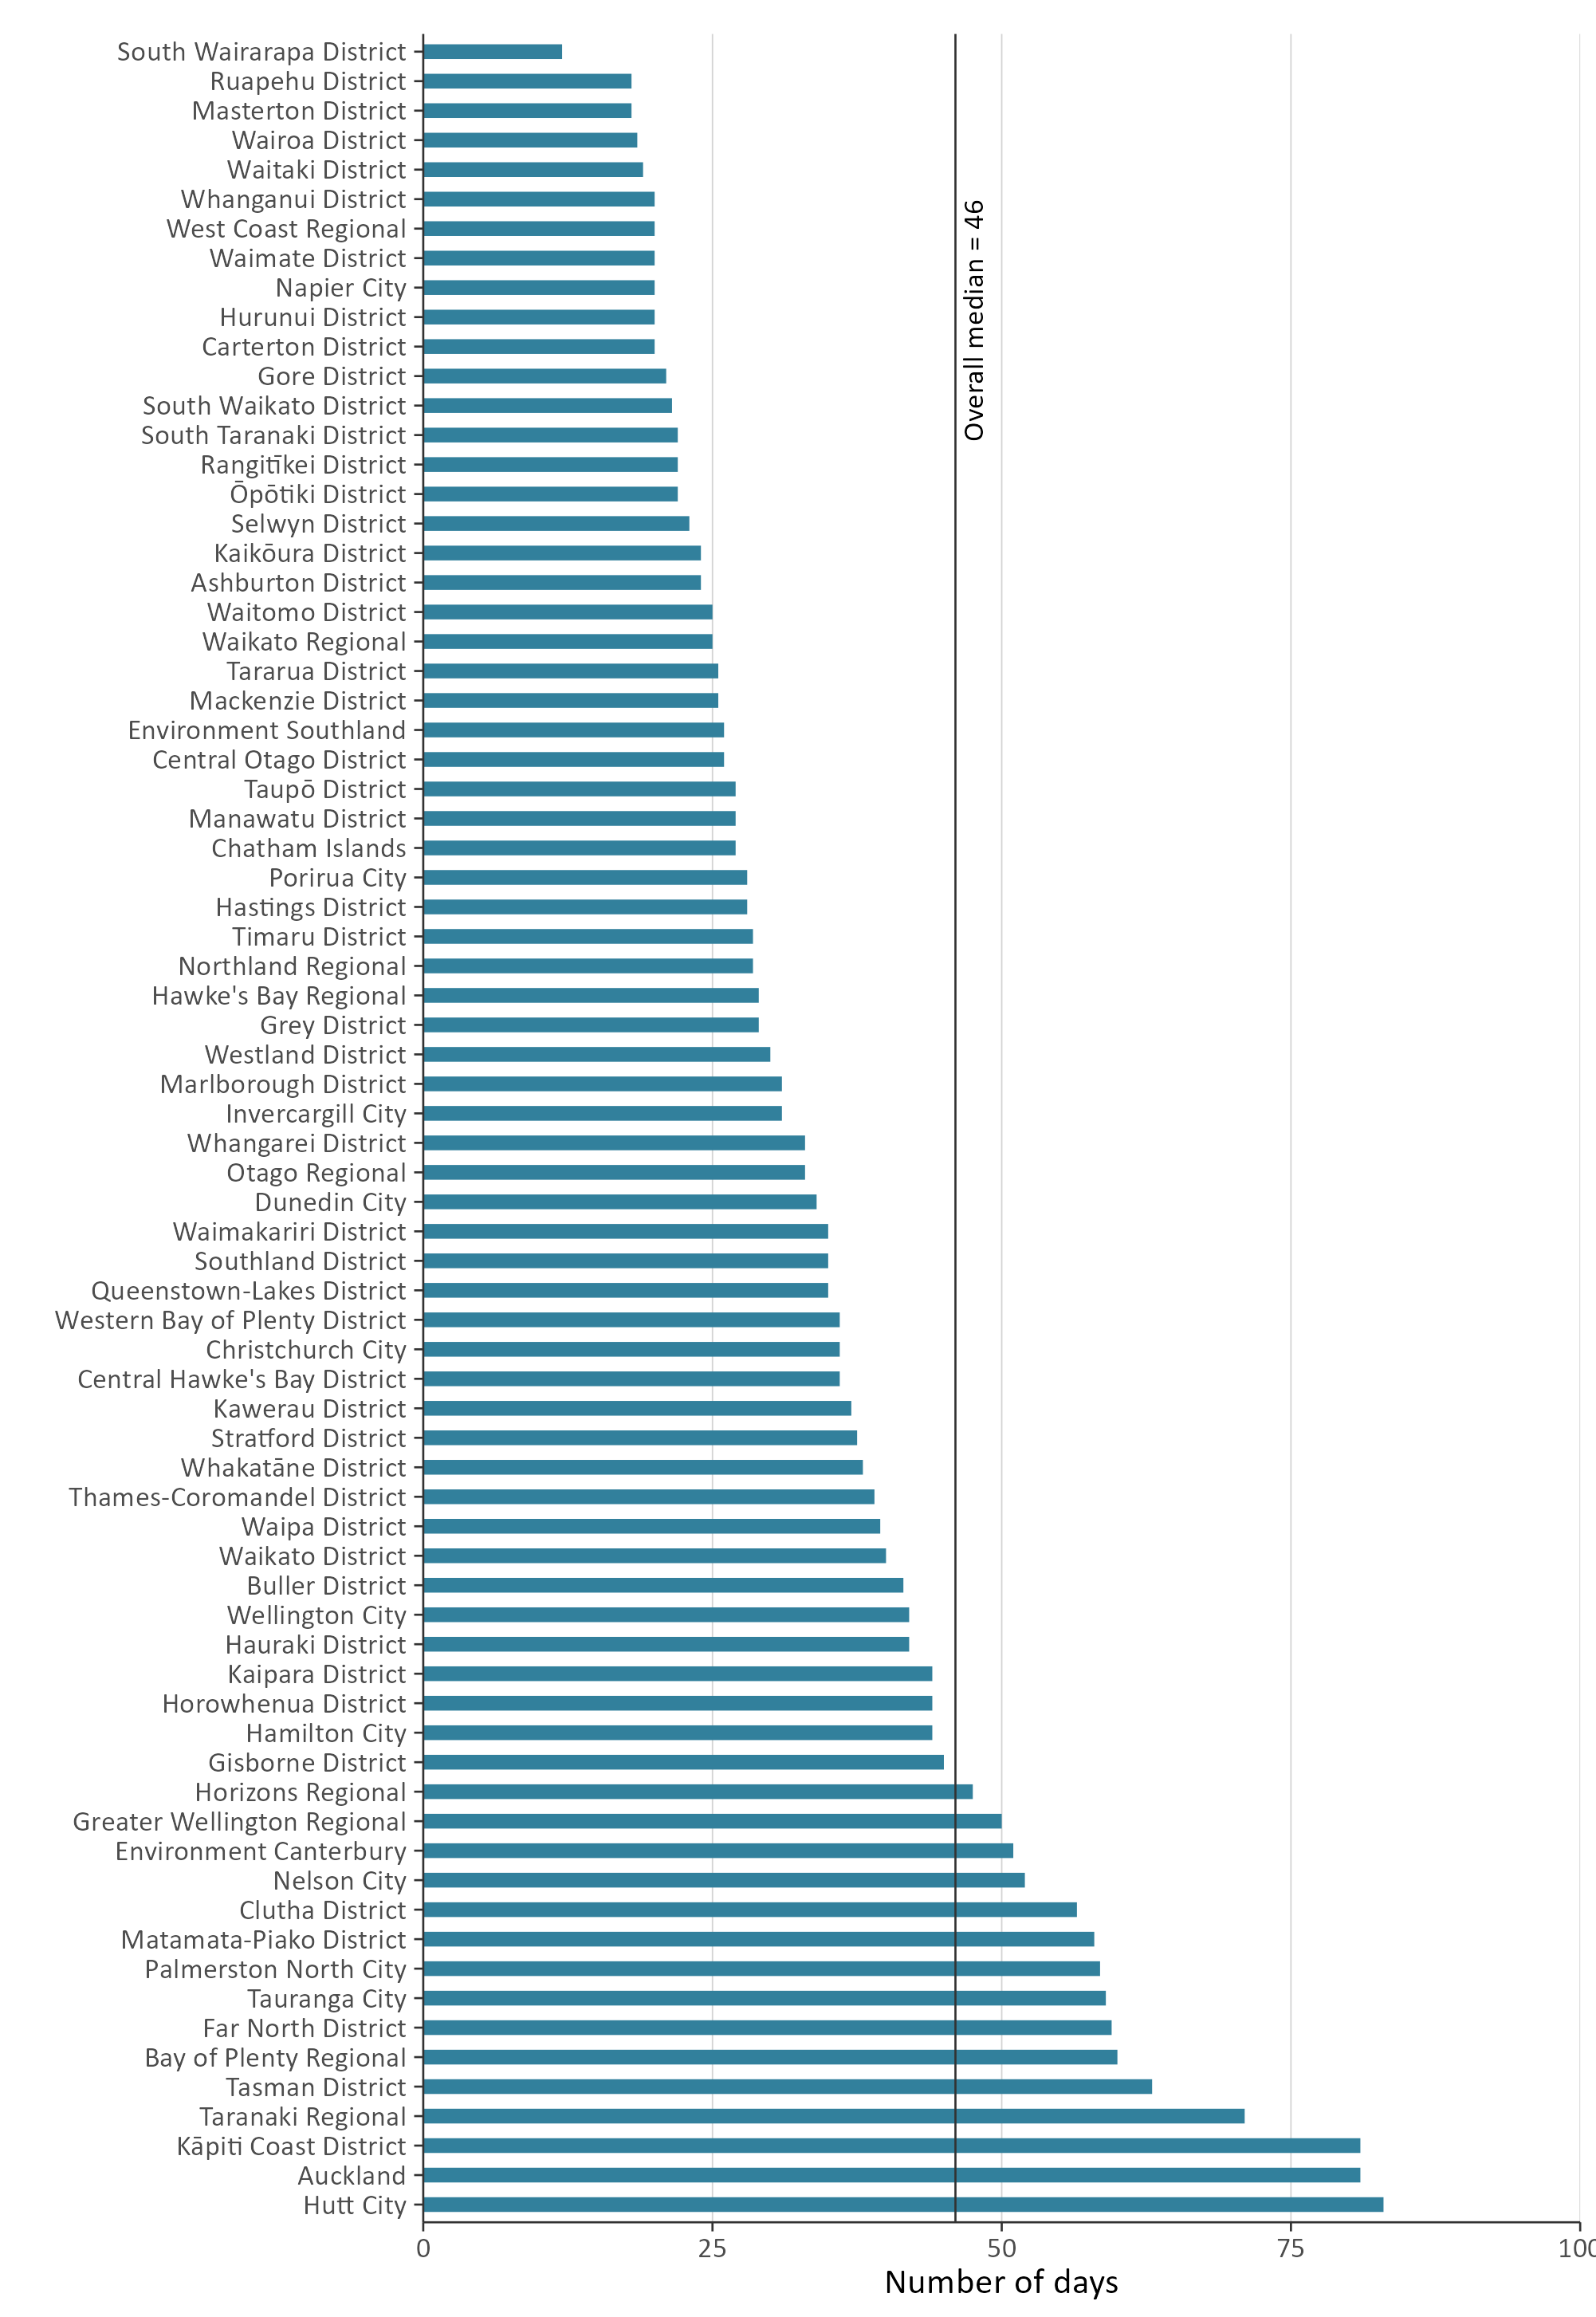 South Wairarapa District
Ruapehu District
Masterton District
Wairoa District
Waitaki District
Whanganui District
West Coast Regional
Waimate District
Napier City
Hurunui District
Carterton District
Gore District
South Waikato District
South Taranaki District
Rangitīkei District
Ōpōtiki District
Selwyn District
Kaikōura District
Ashburton District
Waitomo District
Waikato Regional
Tararua District
Mackenzie District
Environment Southland
Central Otago District
Taupō District
Manawatu District
Chatham Islands
Porirua City
Hastings District
Timaru District
Northland Regional
Hawke's Bay Regional
Grey District
Westland District
Marlborough District
Invercargill City
Whangarei District
Otago Regional
Dunedin City
Waimakariri District
Southland District
Queenstown-Lakes District
Western Bay of Plenty District
Christchurch City
Central Hawke's Bay District
Kawerau District
Stratford District
Whakatāne District
Thames-Coromandel District
Waipa District
Waikato District
Buller District
Wellington City
Hauraki District
Kaipara District
Horowhenua District
Hamilton City
Gisborne District
Horizons Regional
Greater Wellington Regional
Environment Canterbury
Nelson City
Clutha District
Matamata-Piako District
Palmerston North City
Tauranga City
Far North District
Bay of Plenty Regional
Tasman District
Taranaki Regional
Kāpiti Coast District
Auckland
Hutt City
Overall median = 46
0 25 50 75 100
Number of days